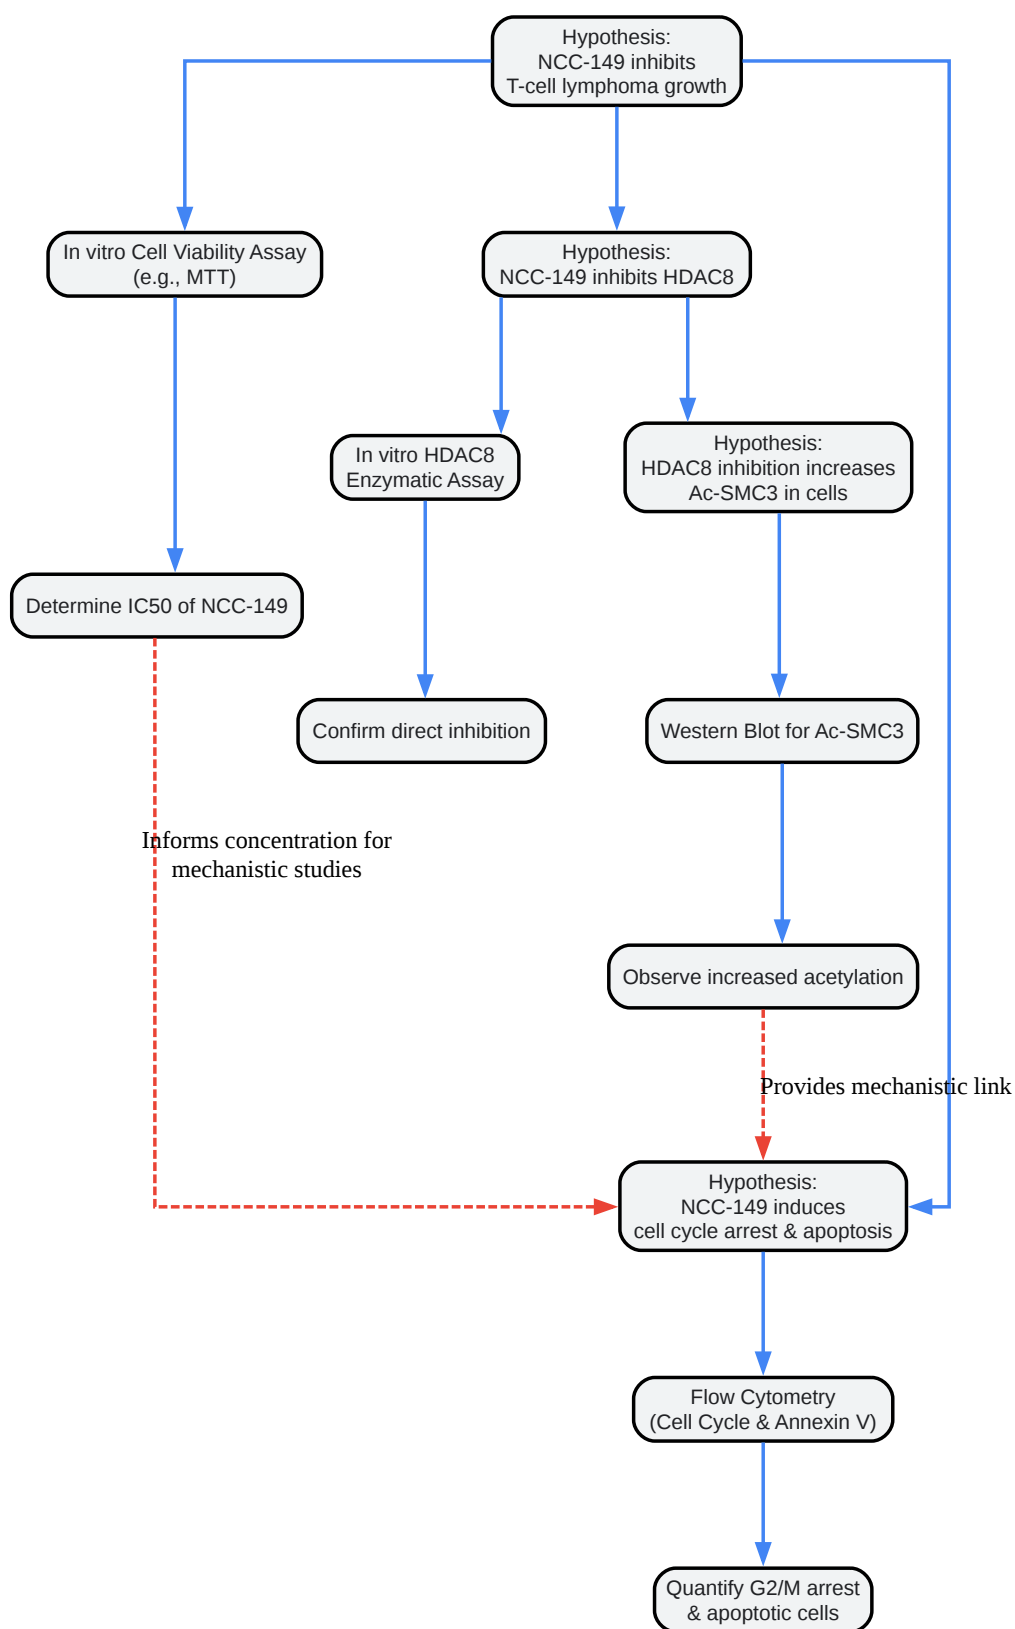 Hypothesis:
NCC-149 inhibits
T-cell lymphoma growth
In vitro Cell Viability Assay
(e.g., MTT)
Hypothesis:
NCC-149 inhibits HDAC8
In vitro HDAC8
Enzymatic Assay
Hypothesis:
HDAC8 inhibition increases
Ac-SMC3 in cells
Determine IC50 of NCC-149
Confirm direct inhibition
Western Blot for Ac-SMC3
Informs concentration for
mechanistic studies
Observe increased acetylation
Provides mechanistic link
Hypothesis:
NCC-149 induces
cell cycle arrest & apoptosis
Flow Cytometry
(Cell Cycle & Annexin V)
Quantify G2/M arrest
& apoptotic cells